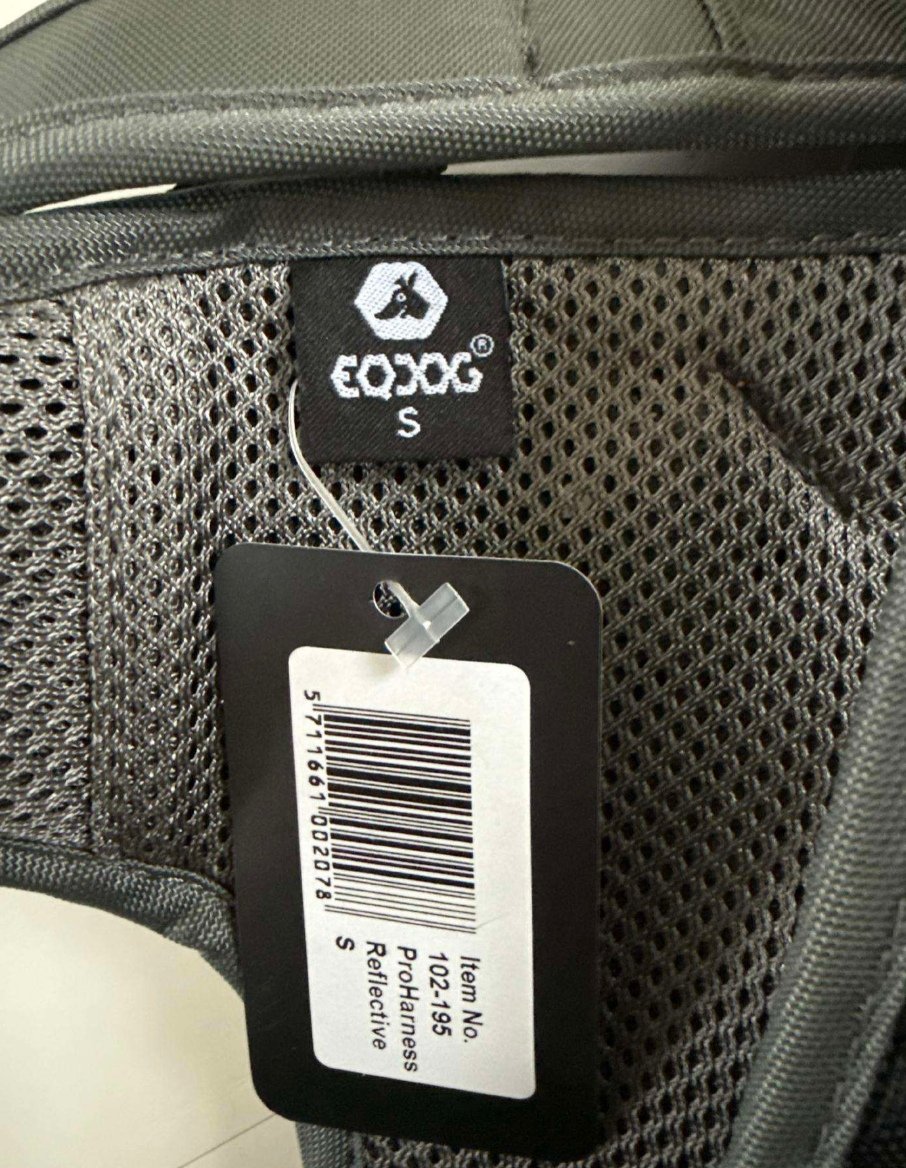 EQDOG®
S
5711661002078
Item No.
102-195
ProHarness
Reflective
S